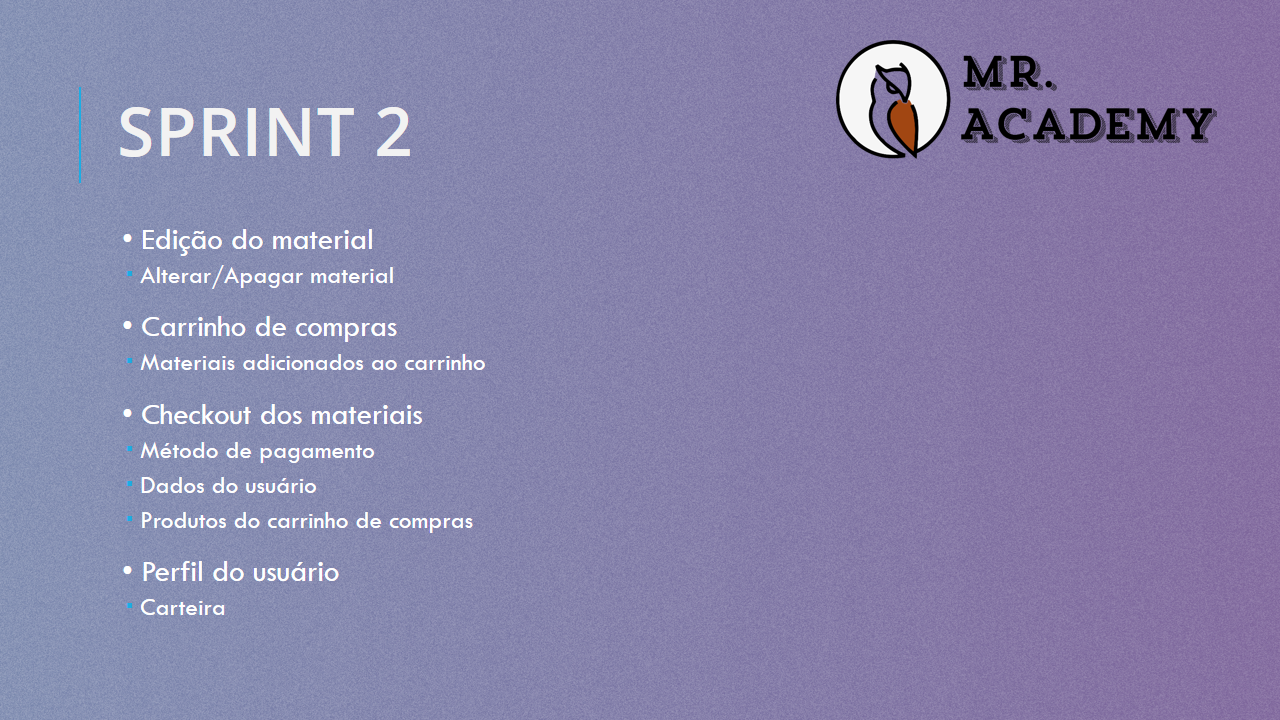 MR.
ACADEMY
SPRINT 2
• Edição do material
Alterar/Apagar material
• Carrinho de compras
Materiais adicionados ao carrinho
• Checkout dos materiais
Método de pagamento
Dados do usuário
Produtos do carrinho de compras
• Perfil do usuário
Carteira